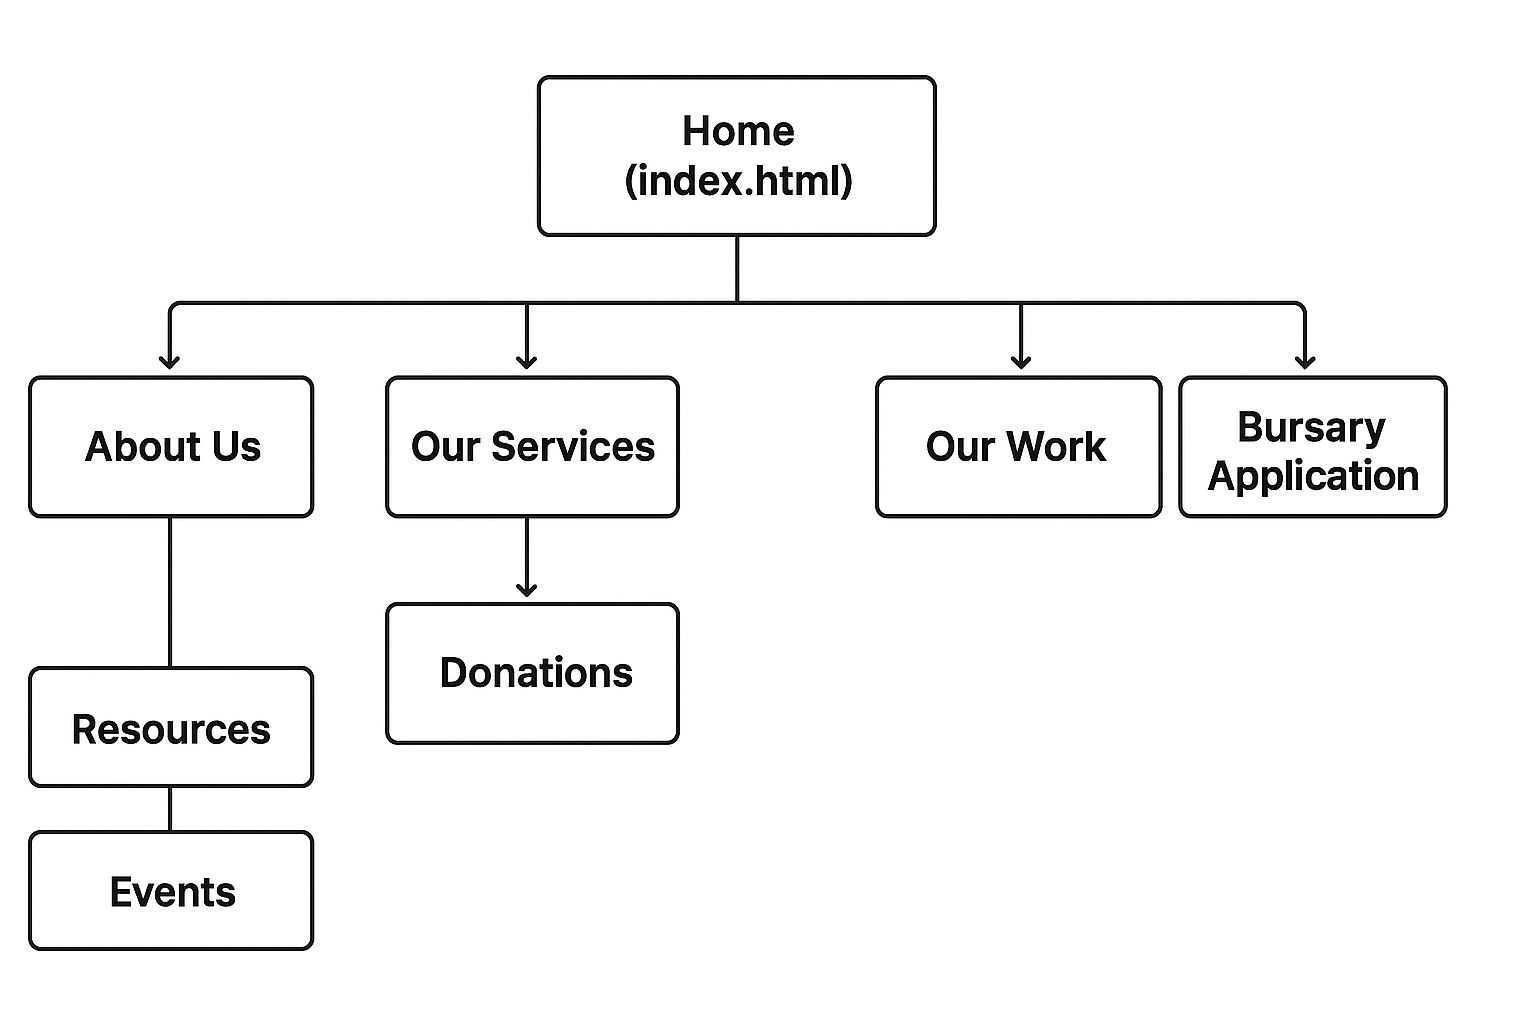 Home
(index.html)
About Us
Our Services
Our Work
Bursary
Application
Donations
Resources
Events